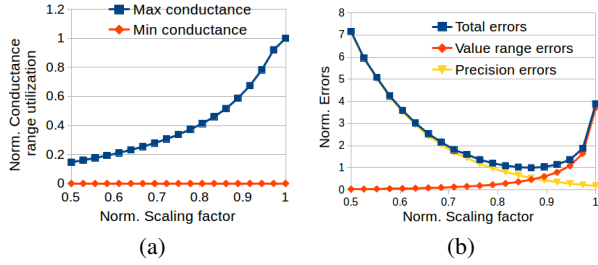 Max conductance
Min conductance
Norm. Conductance
range utilization
1.2
1
0.8
0.6
0.4
0.2
0
0.5 0.6 0.7 0.8 0.9 1
Norm. Scaling factor
(a)
Total errors
Value range errors
Precision errors
Norm. Errors
8
7
6
5
4
3
2
1
0
0.5 0.6 0.7 0.8 0.9 1
Norm. Scaling factor
(b)